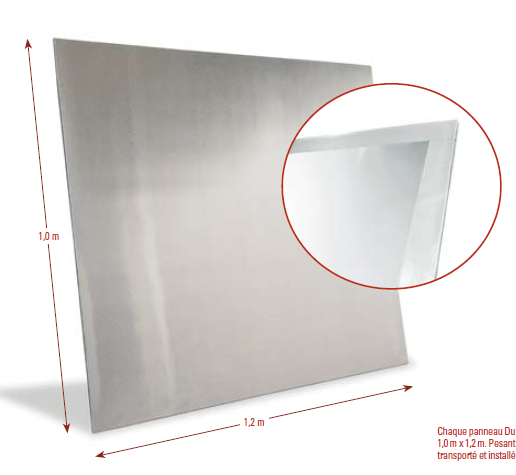 1,0 m
1,2 m
Chaque panneau Du
1,0 m x 1,2 m. Pesant
transporté et installé